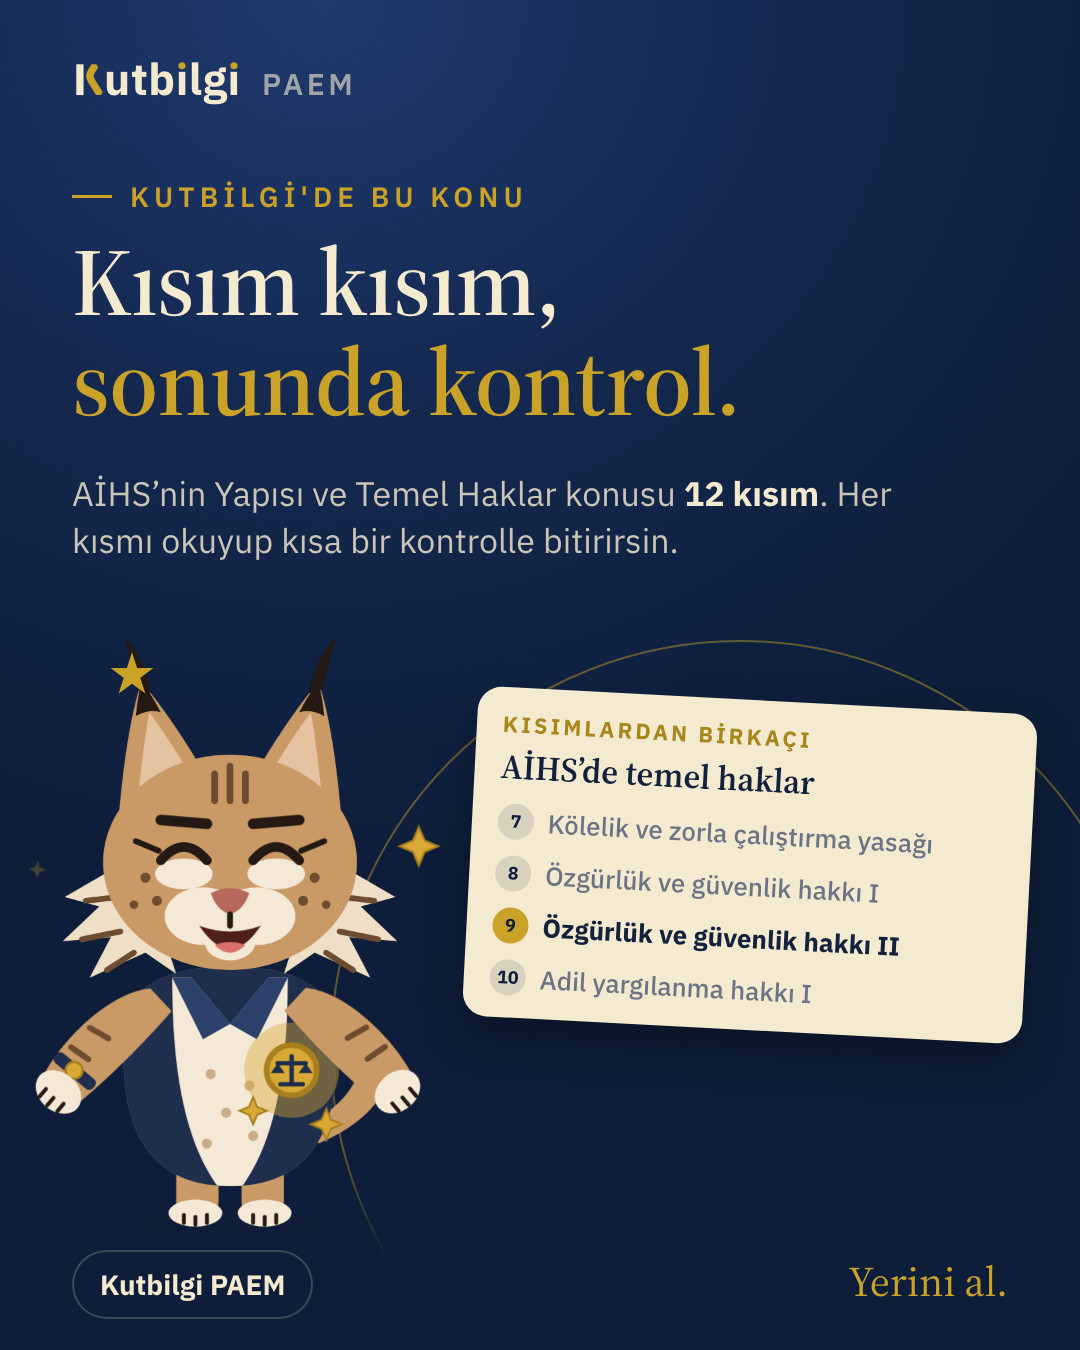 Kutbilgi PAEM
KUTBİLGİ'DE BU KONU
Kısım kısım,
sonunda kontrol.
AİHS’nin Yapısı ve Temel Haklar konusu 12 kısım. Her
kısmı okuyup kısa bir kontrolle bitirirsin.
KISIMLARDAN BİRKAÇI
AİHS’de temel haklar
7 Kölelik ve zorla çalıştırma yasağı
8 Özgürlük ve güvenlik hakkı I
9 Özgürlük ve güvenlik hakkı II
10 Adil yargılanma hakkı I
Kutbilgi PAEM
Yerini al.